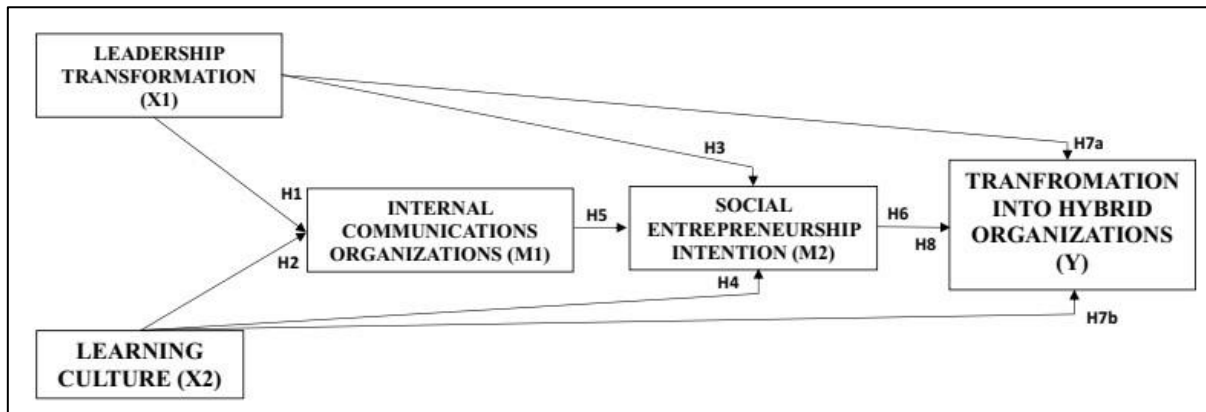 LEADERSHIP
TRANSFORMATION
(X1)
H3
H7a
H1
INTERNAL
COMMUNICATIONS
ORGANIZATIONS (M1)
H5
SOCIAL
ENTREPRENEURSHIP
INTENTION (M2)
H6
H8
TRANFROMATION
INTO HYBRID
ORGANIZATIONS
(Y)
H2
H4
H7b
LEARNING
CULTURE (X2)